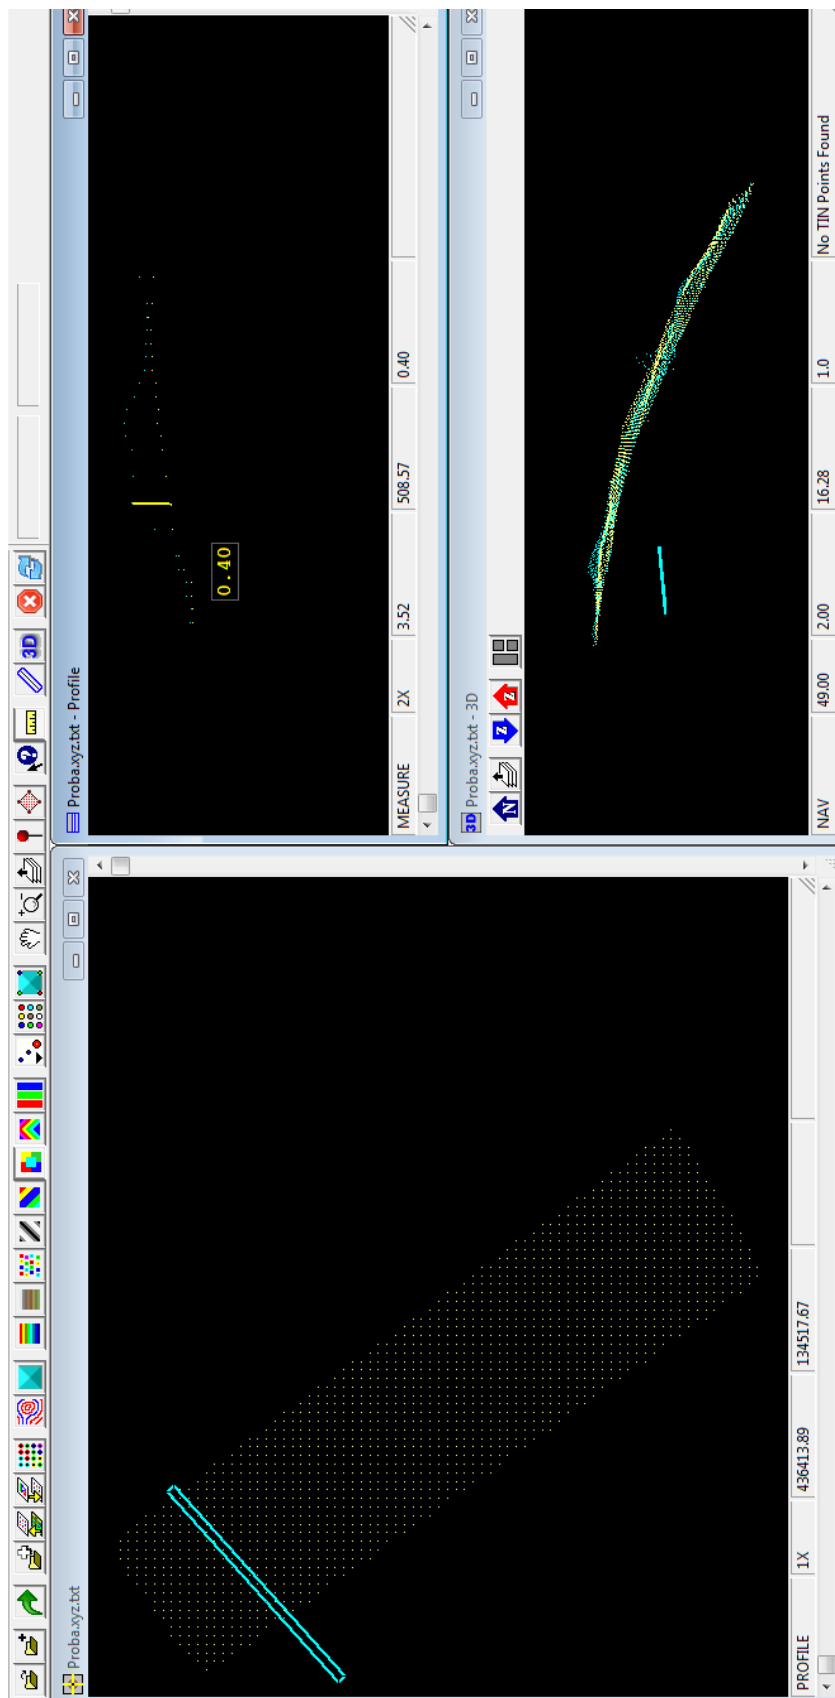 3D
Proba.xyz.txt
PROFILE 1X 436413.89 134517.67
Proba.xyz.txt - Profile
0.40
MEASURE 2X 3.52 508.57 0.40
3D Proba.xyz.txt - 3D
N Z Z
NAV 49.00 2.00 16.28 1.0 No TIN Points Found